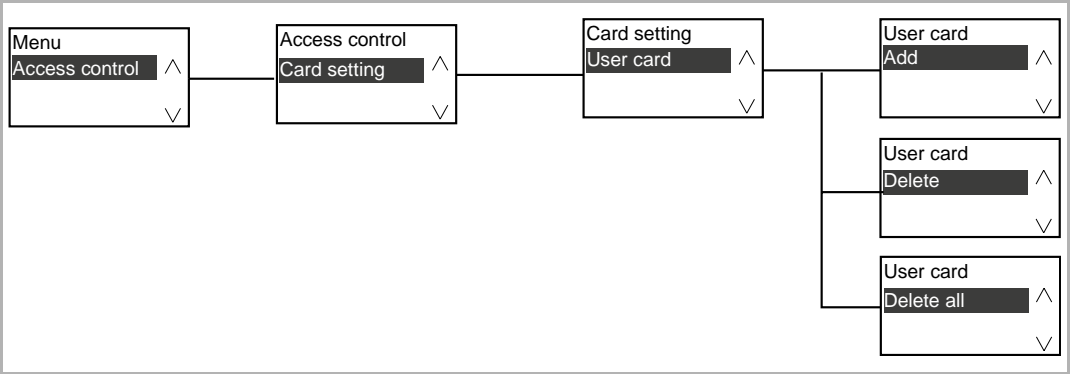 Menu
Access control
Access control
Card setting
Card setting
User card
User card
Add
User card
Delete
User card
Delete all